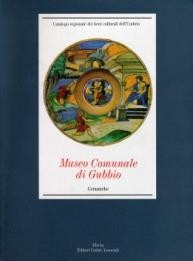 Catalogo regionale dei beni culturali dell'Umbria
Museo Comunale
di Gubbio
Ceramiche
Electa
Editori Umbri Associati